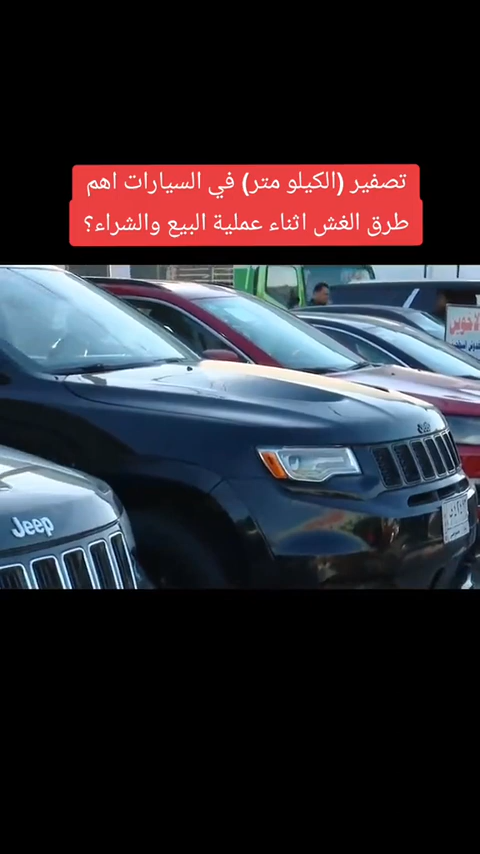 تصفير (الكيلو متر) في السيارات اهم
طرق الغش اثناء عملية البيع والشراء؟
Jeep